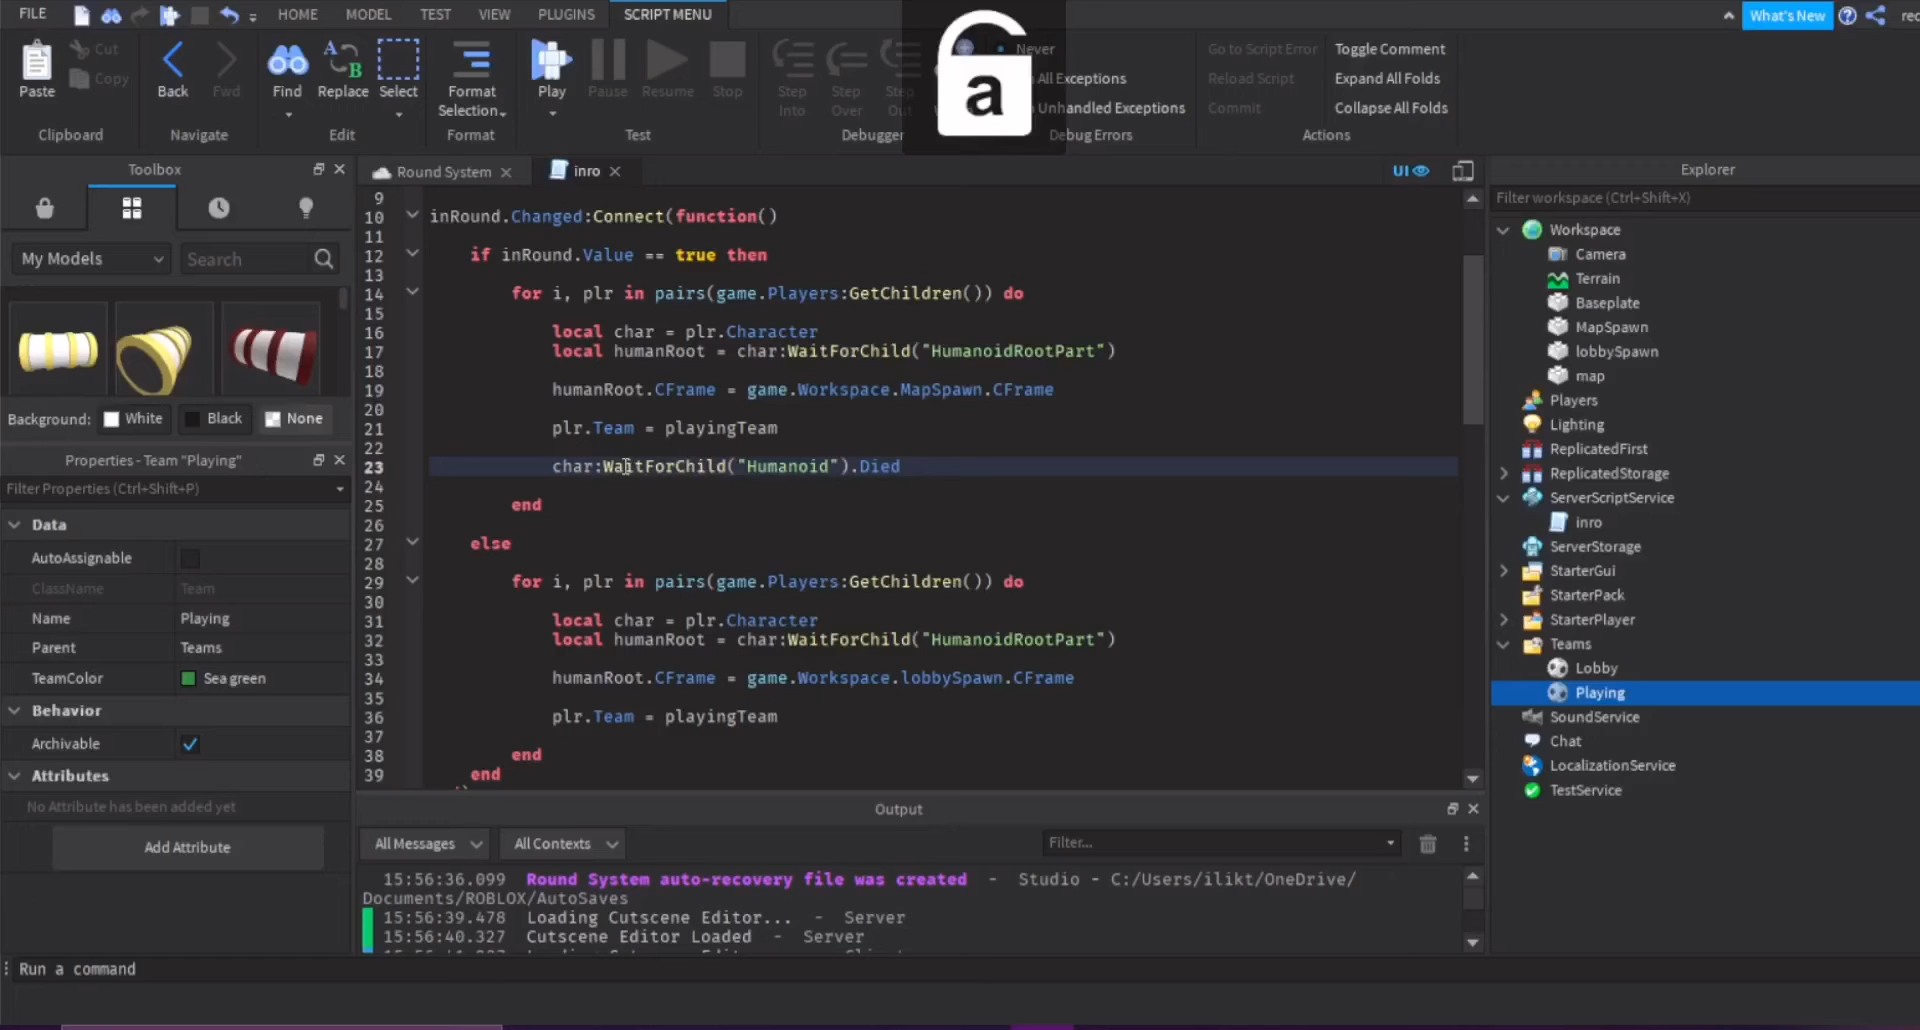 FILE HOME MODEL TEST VIEW PLUGINS SCRIPT MENU What's New rec
Paste Cut Copy Back Fwd Find Replace Select Format Selection Play Pause Resume Stop Step Into Step Over Step Out Never All Exceptions Unhandled Exceptions Go to Script Error Reload Script Commit Toggle Comment Expand All Folds Collapse All Folds
a
Clipboard Navigate Edit Format Test Debugger Debug Errors Actions
Toolbox
Round System inro UI
Explorer
Filter workspace (Ctrl+Shift+X)
My Models Search
Background: White Black None
Properties - Team "Playing"
Filter Properties (Ctrl+Shift+P)
Data
AutoAssignable
ClassName Team
Name Playing
Parent Teams
TeamColor Sea green
Behavior
Archivable
Attributes
No Attribute has been added yet
Add Attribute
9
10 inRound.Changed:Connect(function()
11
12 if inRound.Value == true then
13
14 for i, plr in pairs(game.Players:GetChildren()) do
15
16 local char = plr.Character
17 local humanRoot = char:WaitForChild("HumanoidRootPart")
18
19 humanRoot.CFrame = game.Workspace.MapSpawn.CFrame
20
21 plr.Team = playingTeam
22
23 char:WaitForChild("Humanoid").Died
24
25 end
26
27 else
28
29 for i, plr in pairs(game.Players:GetChildren()) do
30
31 local char = plr.Character
32 local humanRoot = char:WaitForChild("HumanoidRootPart")
33
34 humanRoot.CFrame = game.Workspace.lobbySpawn.CFrame
35
36 plr.Team = playingTeam
37
38 end
39 end
Workspace
Camera
Terrain
Baseplate
MapSpawn
lobbySpawn
map
Players
Lighting
ReplicatedFirst
ReplicatedStorage
ServerScriptService
inro
ServerStorage
StarterGui
StarterPack
StarterPlayer
Teams
Lobby
Playing
SoundService
Chat
LocalizationService
TestService
Output
All Messages All Contexts Filter...
15:56:36.099 Round System auto-recovery file was created - Studio - C:/Users/ilikt/OneDrive/
Documents/ROBLOX/AutoSaves
15:56:39.478 Loading Cutscene Editor... - Server
15:56:40.327 Cutscene Editor Loaded - Server
Run a command